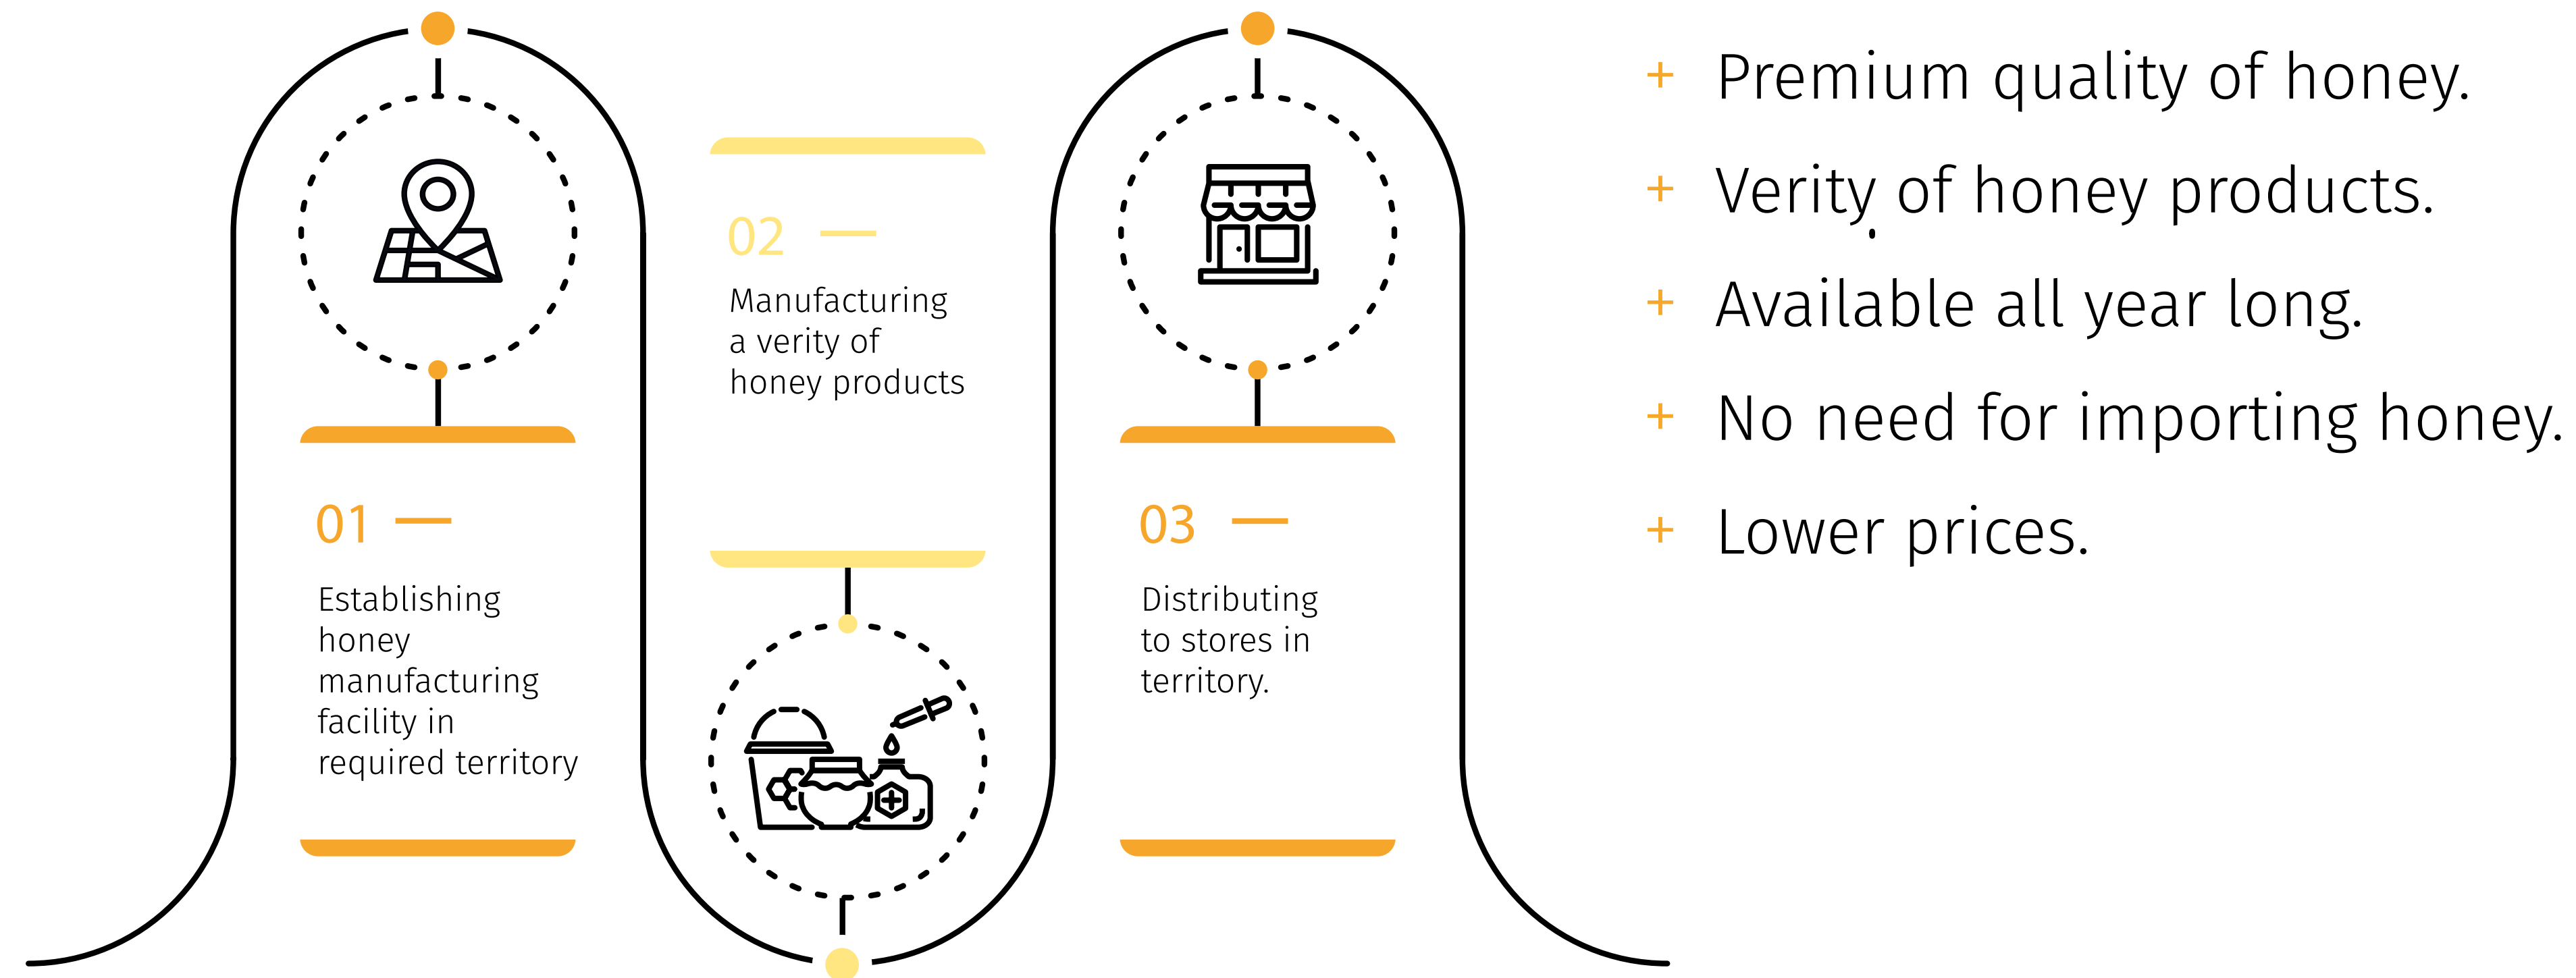 01 —
Establishing
honey
manufacturing
facility in
required territory
02 —
Manufacturing
a verity of
honey products
03 —
Distributing
to stores in
territory.
+ Premium quality of honey.
+ Verity of honey products.
+ Available all year long.
+ No need for importing honey.
+ Lower prices.